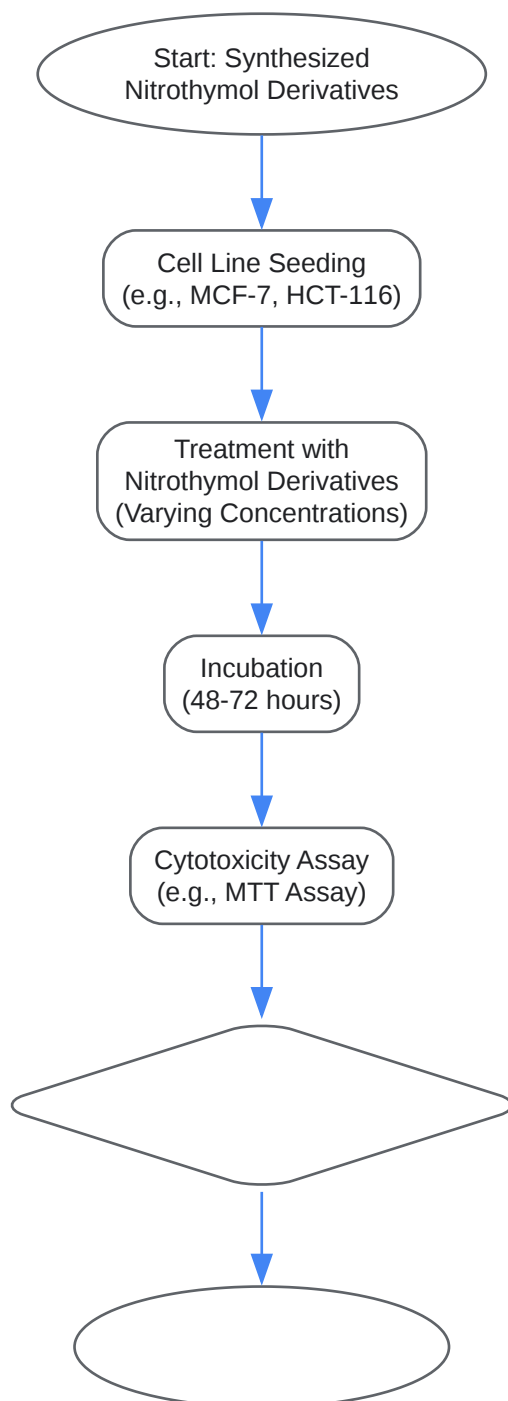 Start: Synthesized
Nitrothymol Derivatives
Cell Line Seeding
(e.g., MCF-7, HCT-116)
Treatment with
Nitrothymol Derivatives
(Varying Concentrations)
Incubation
(48-72 hours)
Cytotoxicity Assay
(e.g., MTT Assay)